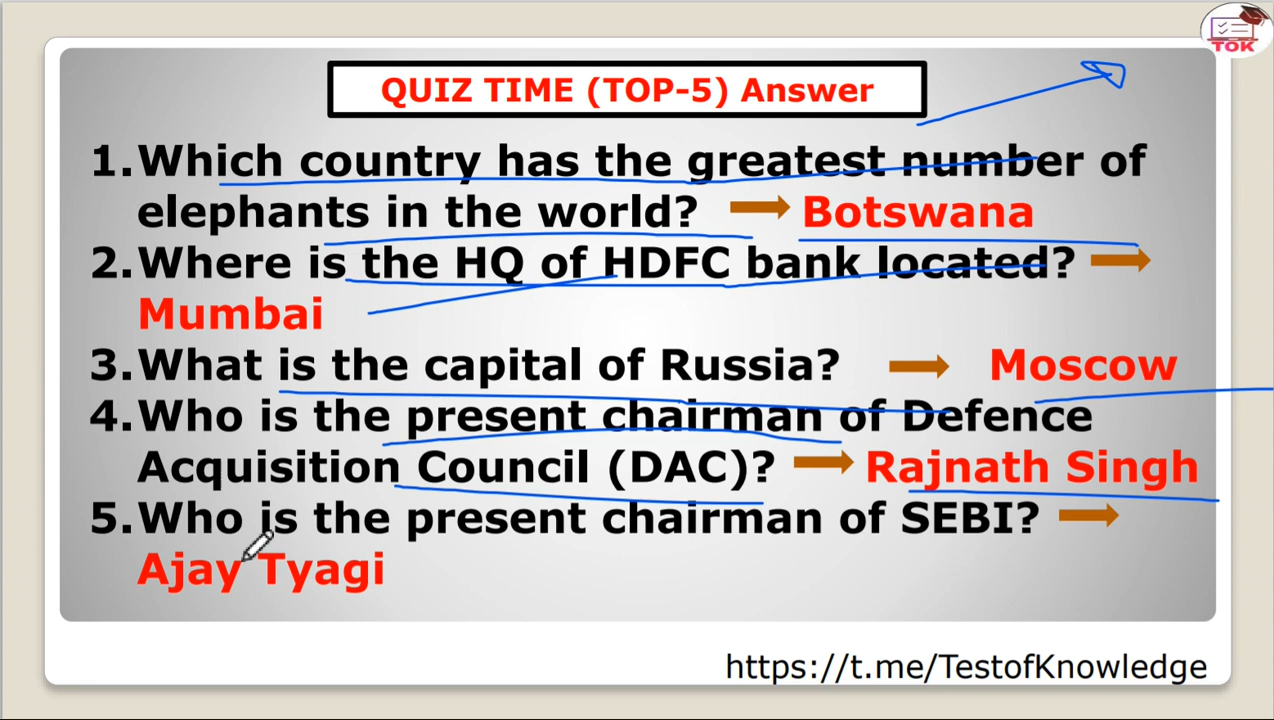 TOK
QUIZ TIME (TOP-5) Answer
1. Which country has the greatest number of
elephants in the world? Botswana
2. Where is the HQ of HDFC bank located?
Mumbai
3. What is the capital of Russia? Moscow
4. Who is the present chairman of Defence
Acquisition Council (DAC)? Rajnath Singh
5. Who is the present chairman of SEBI?
Ajay Tyagi
https://t.me/TestofKnowledge